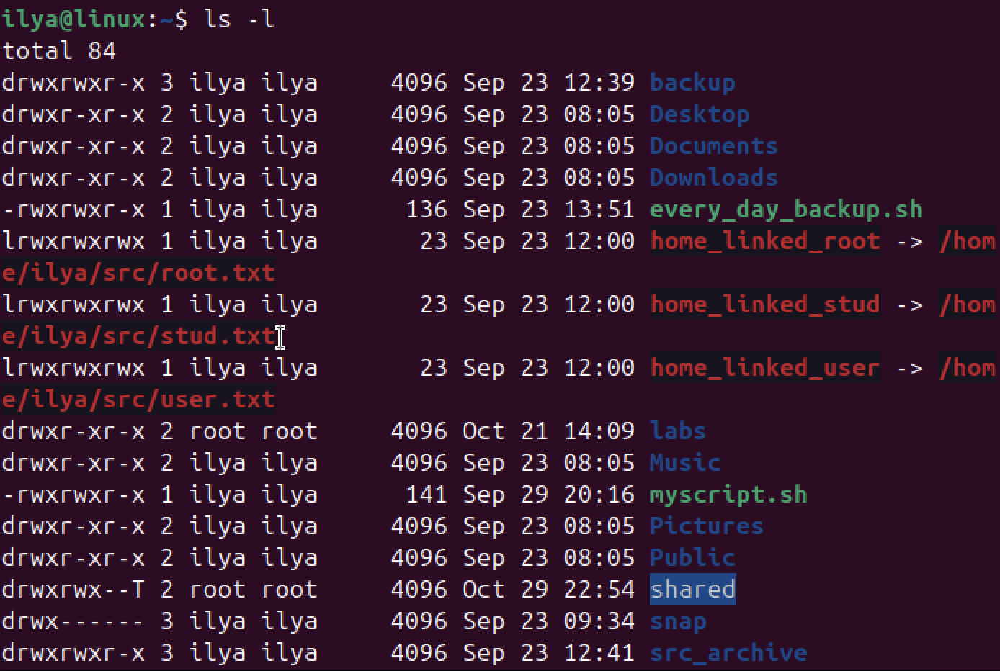 ilya@linux:~$ ls -l
total 84
drwxrwxr-x 3 ilya ilya     4096 Sep 23 12:39 backup
drwxr-xr-x 2 ilya ilya     4096 Sep 23 08:05 Desktop
drwxr-xr-x 2 ilya ilya     4096 Sep 23 08:05 Documents
drwxr-xr-x 2 ilya ilya     4096 Sep 23 08:05 Downloads
-rwxrwxr-x 1 ilya ilya      136 Sep 23 13:51 every_day_backup.sh
lrwxrwxrwx 1 ilya ilya       23 Sep 23 12:00 home_linked_root -> /hom
e/ilya/src/root.txt
lrwxrwxrwx 1 ilya ilya       23 Sep 23 12:00 home_linked_stud -> /hom
e/ilya/src/stud.txt
lrwxrwxrwx 1 ilya ilya       23 Sep 23 12:00 home_linked_user -> /hom
e/ilya/src/user.txt
drwxr-xr-x 2 root root     4096 Oct 21 14:09 labs
drwxr-xr-x 2 ilya ilya     4096 Sep 23 08:05 Music
-rwxrwxr-x 1 ilya ilya      141 Sep 29 20:16 myscript.sh
drwxr-xr-x 2 ilya ilya     4096 Sep 23 08:05 Pictures
drwxr-xr-x 2 ilya ilya     4096 Sep 23 08:05 Public
drwxrwx--T 2 root root     4096 Oct 29 22:54 shared
drwx------ 3 ilya ilya     4096 Sep 23 09:34 snap
drwxrwxr-x 3 ilya ilya     4096 Sep 23 12:41 src_archive